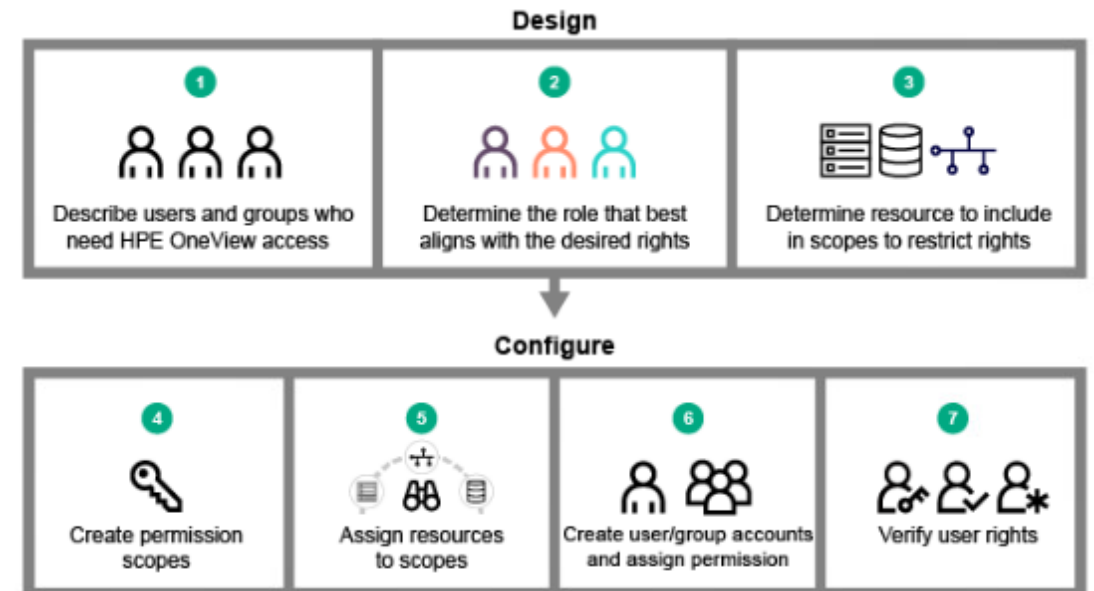 Design
1
2
3
Describe users and groups who
need HPE OneView access
Determine the role that best
aligns with the desired rights
Determine resource to include
in scopes to restrict rights
Configure
4
5
6
7
Create permission
scopes
Assign resources
to scopes
Create user/group accounts
and assign permission
Verify user rights